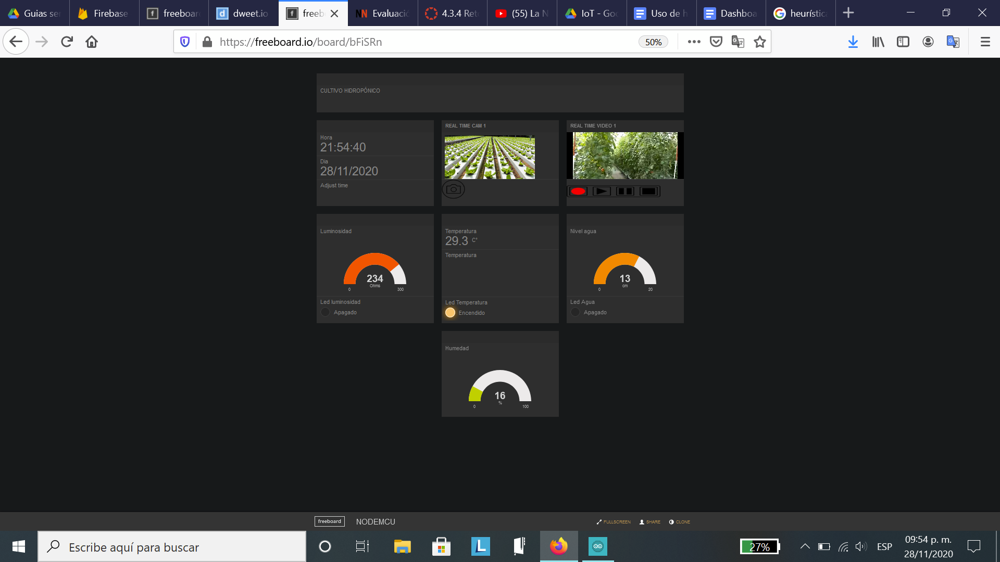 Guias se
Firebase
freeboar
dweet.io
freeb
Evaluació
4.3.4 Ret
(55) La N
IoT - Goo
Uso de h
Dashboa
heurística
https://freeboard.io/board/bFiSRn
50%
CULTIVO HIDROPÓNICO
Hora
21:54:40
Dia
28/11/2020
Adjust time
REAL TIME CAM 1
REAL TIME VIDEO 1
Luminosidad
234
Ohms
0 300
Led luminosidad
Apagado
Temperatura
29.3 C°
Temperatura
Led Temperatura
Encendido
Nivel agua
13
cm
0 20
Led Agua
Apagado
Humedad
16
%
0 100
freeboard NODEMCU FULLSCREEN SHARE CLONE
Escribe aquí para buscar
27%
ESP
09:54 p. m.
28/11/2020